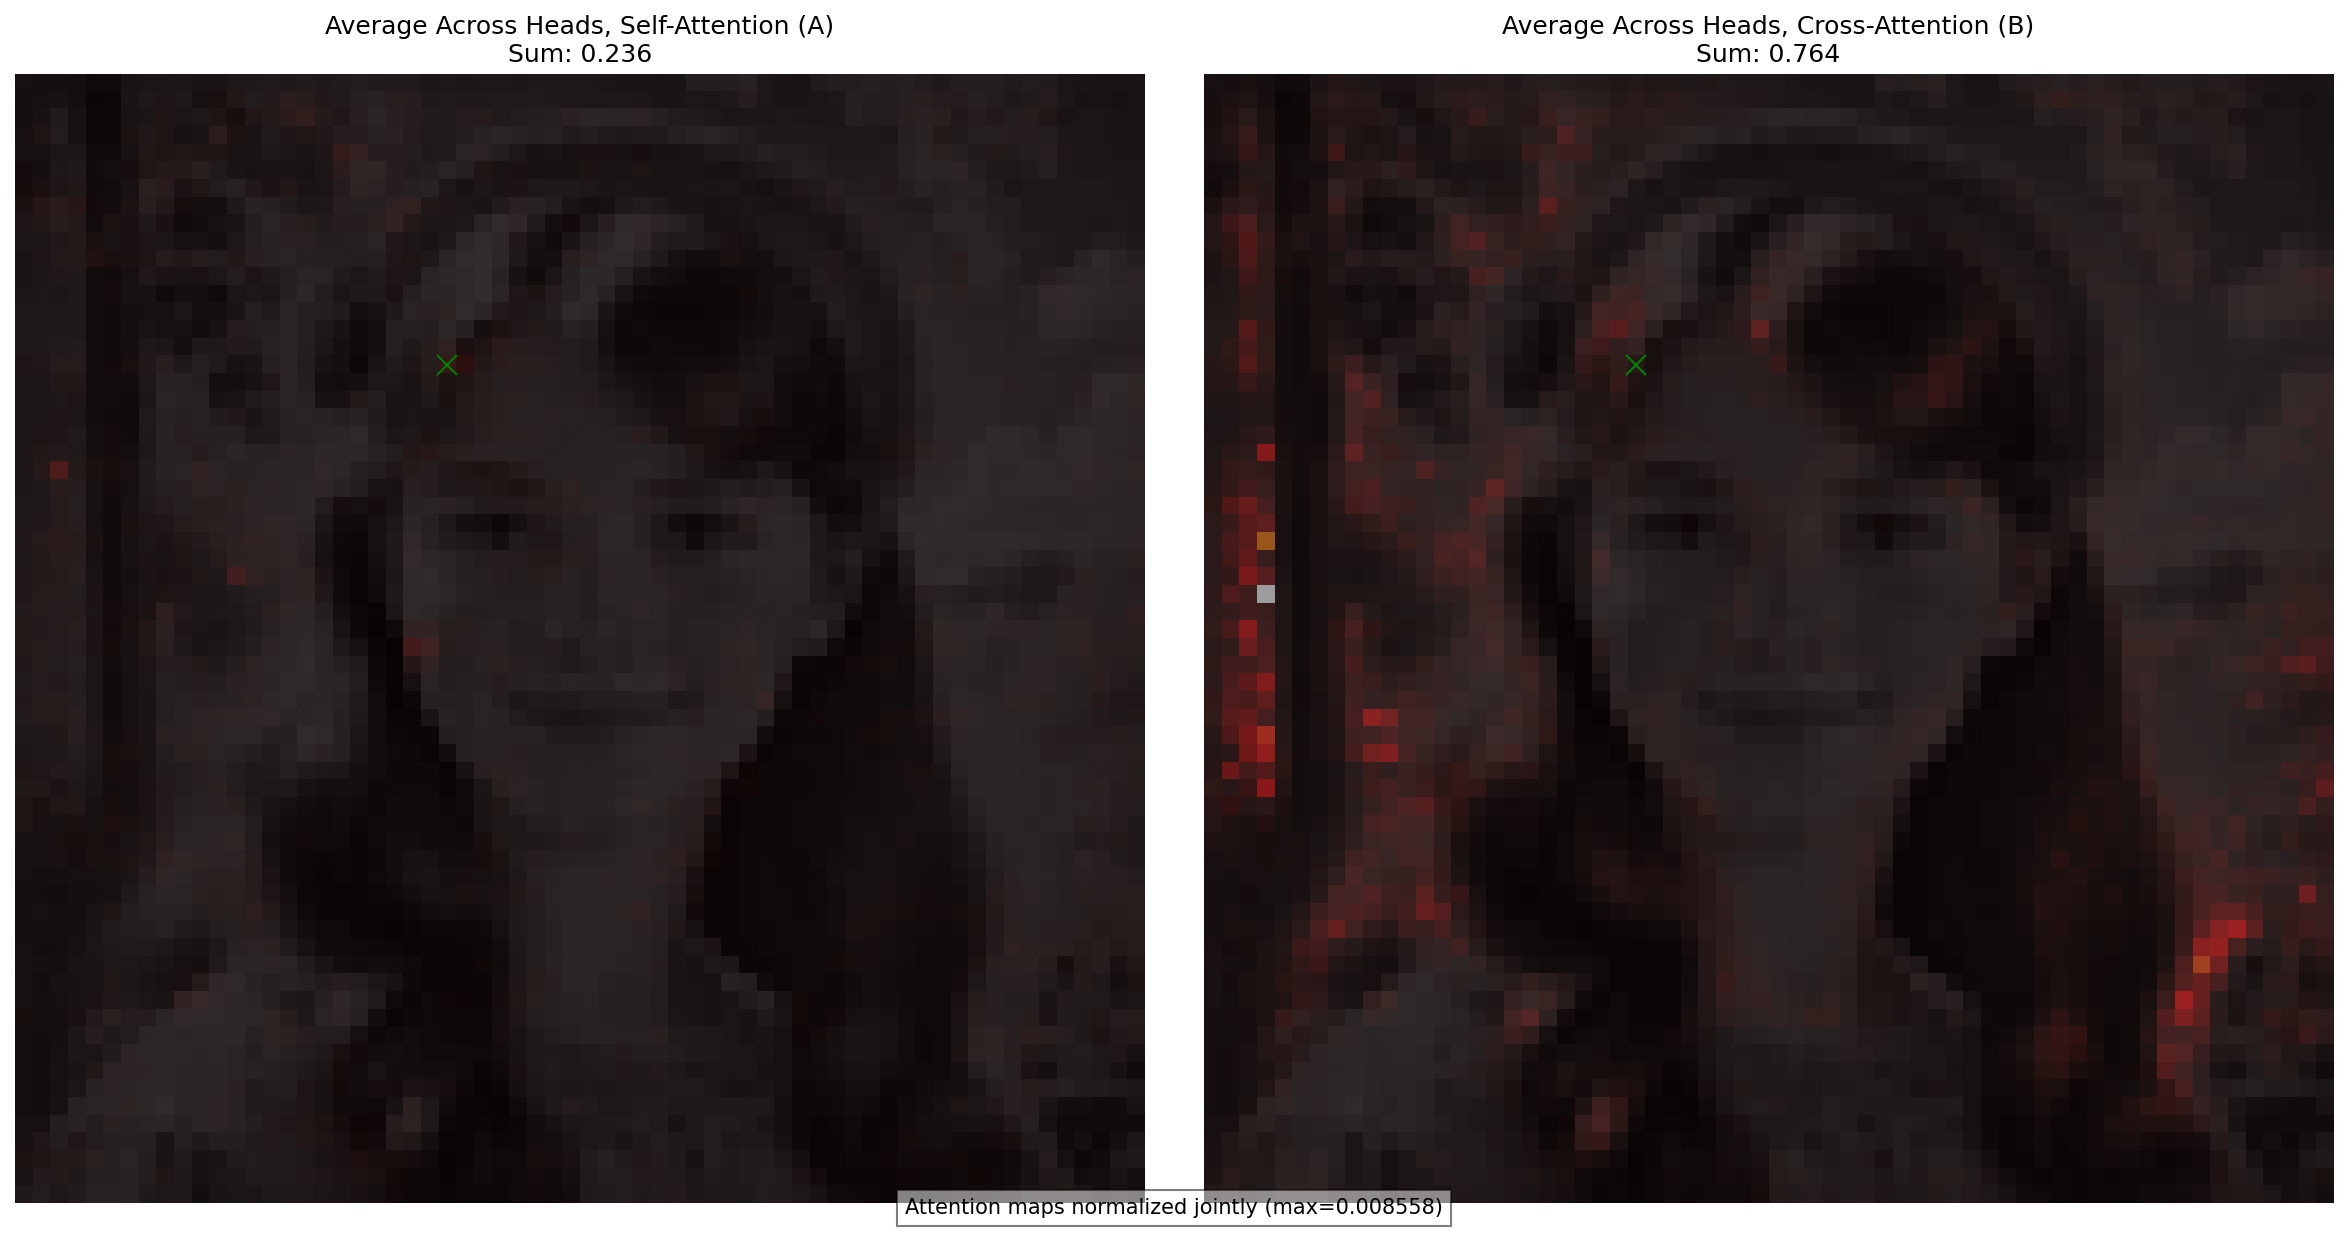 Average Across Heads, Self-Attention (A)
Sum: 0.236
Average Across Heads, Cross-Attention (B)
Sum: 0.764
Attention maps normalized jointly (max=0.008558)